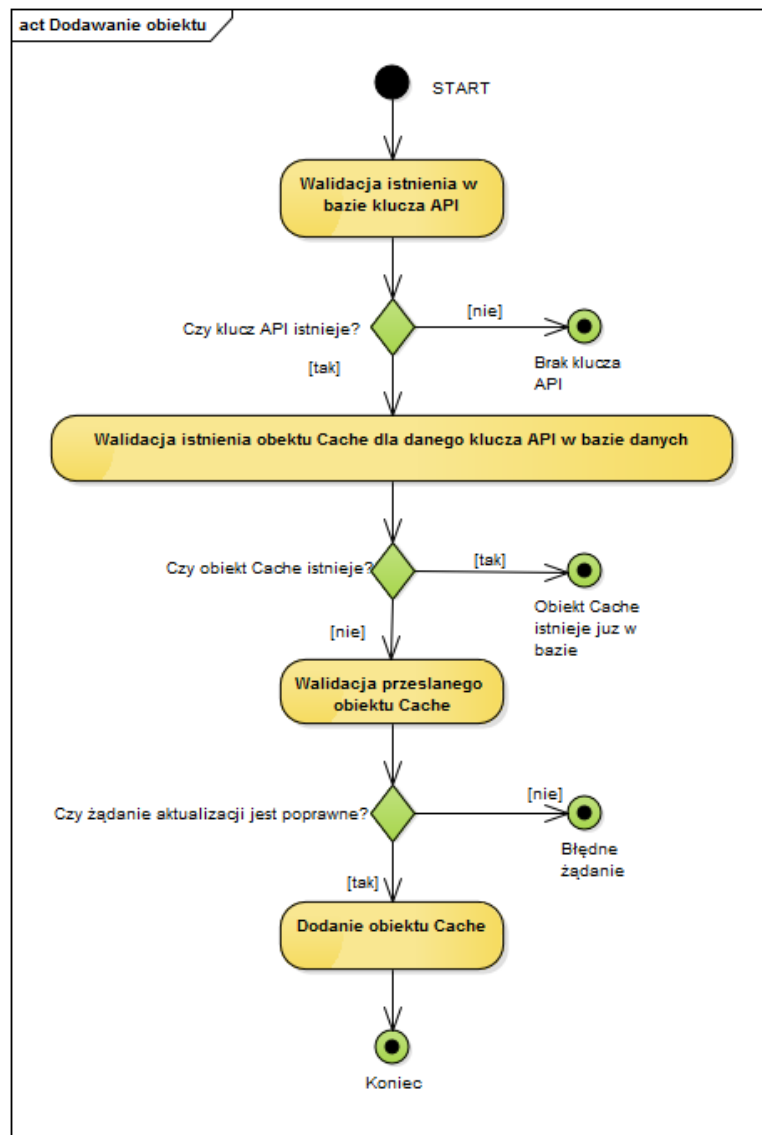 act Dodawanie obiektu
START
Walidacja istnienia w
bazie klucza API
Czy klucz API istnieje?
[nie]
Brak klucza
API
[tak]
Walidacja istnienia obektu Cache dla danego klucza API w bazie danych
Czy obiekt Cache istnieje?
[tak]
Obiekt Cache
istnieje juz w
bazie
[nie]
Walidacja przeslanego
obiektu Cache
Czy żądanie aktualizacji jest poprawne?
[nie]
Błędne
żądanie
[tak]
Dodanie obiektu Cache
Koniec